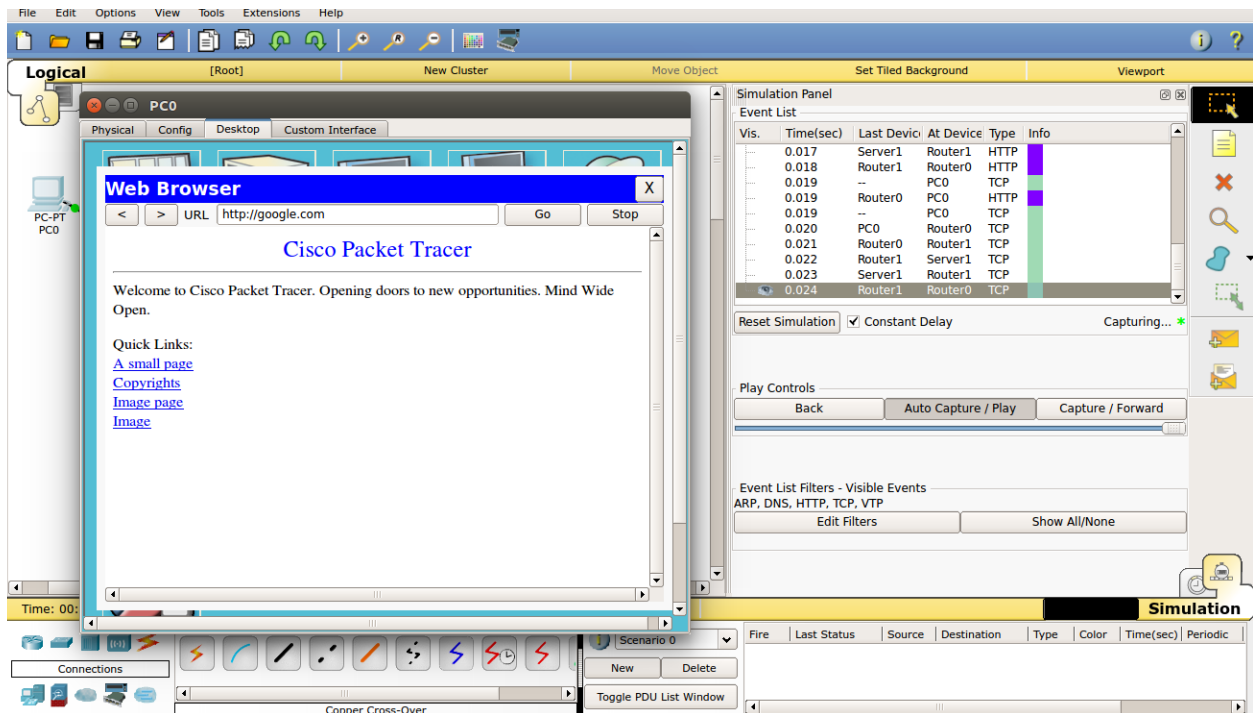 File Edit Options View Tools Extensions Help
Logical [Root] New Cluster Move Object Set Tiled Background Viewport
PC0
Physical Config Desktop Custom Interface
Web Browser X
< > URL http://google.com Go Stop
Cisco Packet Tracer
Welcome to Cisco Packet Tracer. Opening doors to new opportunities. Mind Wide
Open.
Quick Links:
A small page
Copyrights
Image page
Image
PC-PT
PC0
Simulation Panel
Event List
Vis. Time(sec) Last Devic At Device Type Info
0.017 Server1 Router1 HTTP
0.018 Router1 Router0 HTTP
0.019 -- PC0 TCP
0.019 Router0 PC0 HTTP
0.019 -- PC0 TCP
0.020 PC0 Router0 TCP
0.021 Router0 Router1 TCP
0.022 Router1 Server1 TCP
0.023 Server1 Router1 TCP
0.024 Router1 Router0 TCP
Reset Simulation Constant Delay Capturing... *
Play Controls
Back Auto Capture / Play Capture / Forward
Event List Filters - Visible Events
ARP, DNS, HTTP, TCP, VTP
Edit Filters Show All/None
Time: 00: Simulation
Connections
Copper Cross-Over
Scenario 0
New Delete
Toggle PDU List Window
Fire Last Status Source Destination Type Color Time(sec) Periodic